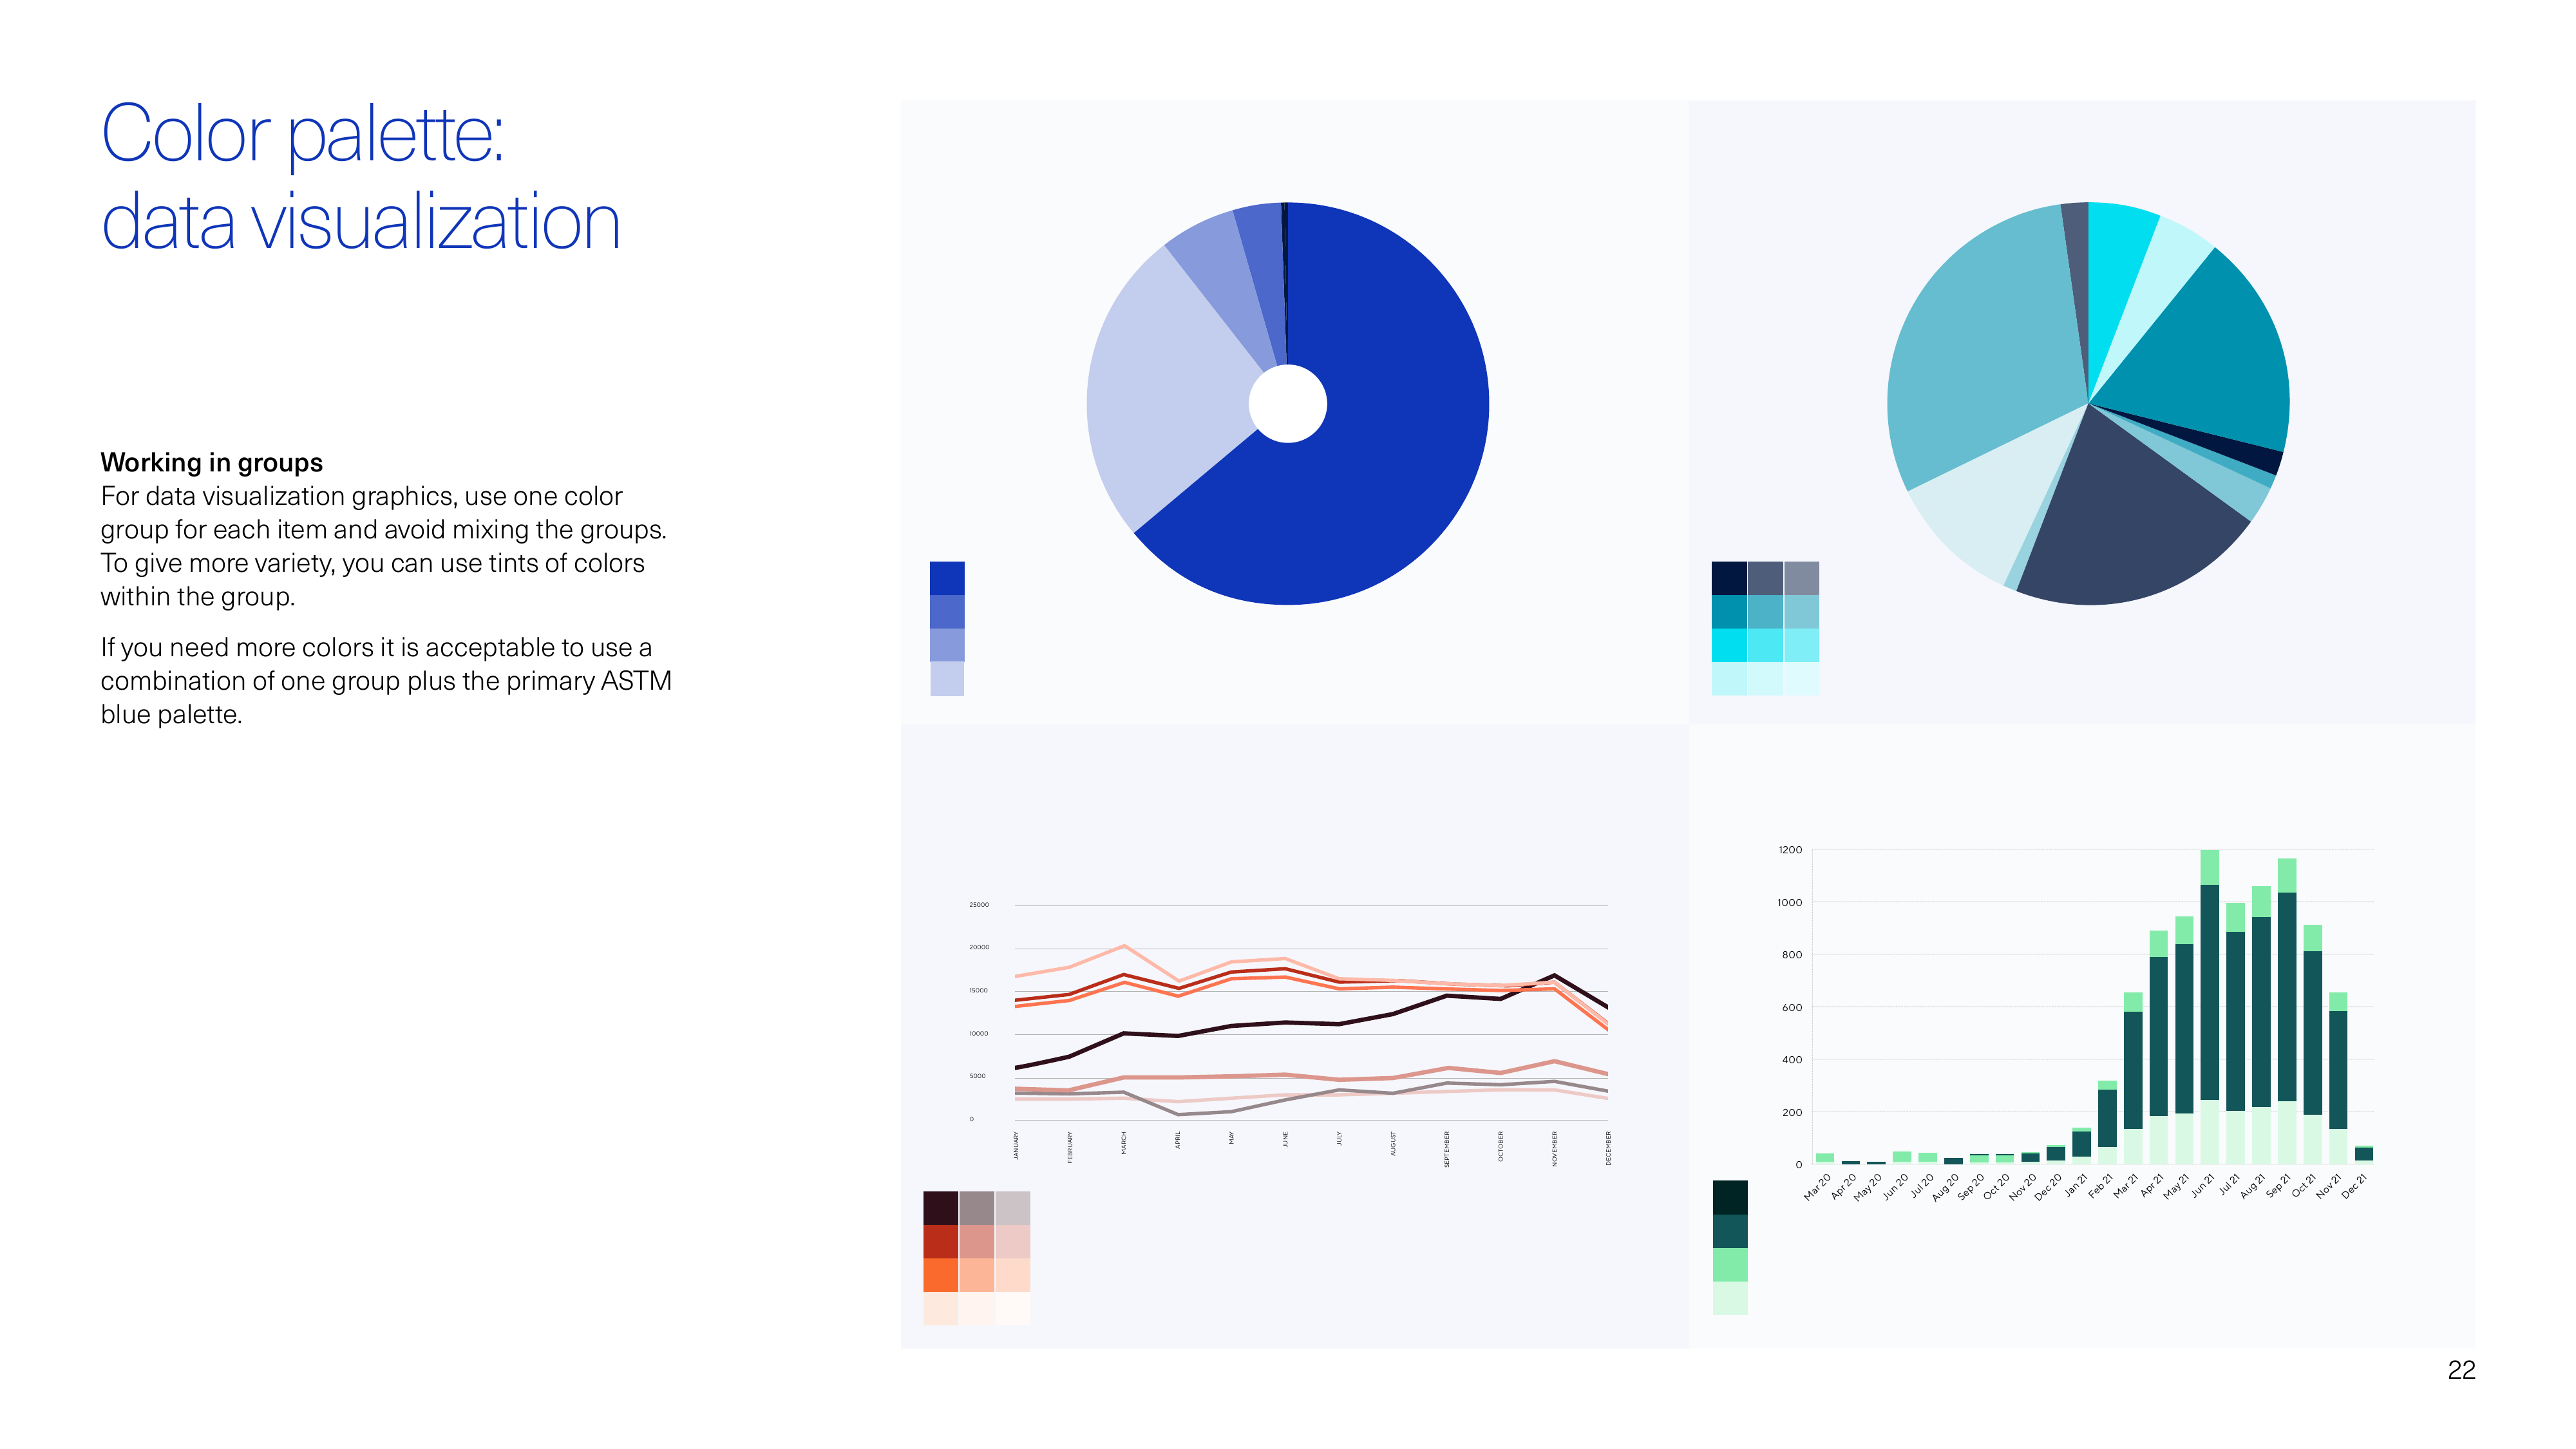 Color palette:
data visualization
Working in groups
For data visualization graphics, use one color
group for each item and avoid mixing the groups.
To give more variety, you can use tints of colors
within the group.
If you need more colors it is acceptable to use a
combination of one group plus the primary ASTM
blue palette.
25000
20000
15000
10000
5000
0
JANUARY
FEBRUARY
MARCH
APRIL
MAY
JUNE
JULY
AUGUST
SEPTEMBER
OCTOBER
NOVEMBER
DECEMBER
1200
1000
800
600
400
200
0
Mar 20
Apr 20
May 20
Jun 20
Jul 20
Aug 20
Sep 20
Oct 20
Nov 20
Dec 20
Jan 21
Feb 21
Mar 21
Apr 21
May 21
Jun 21
Jul 21
Aug 21
Sep 21
Oct 21
Nov 21
Dec 21
22